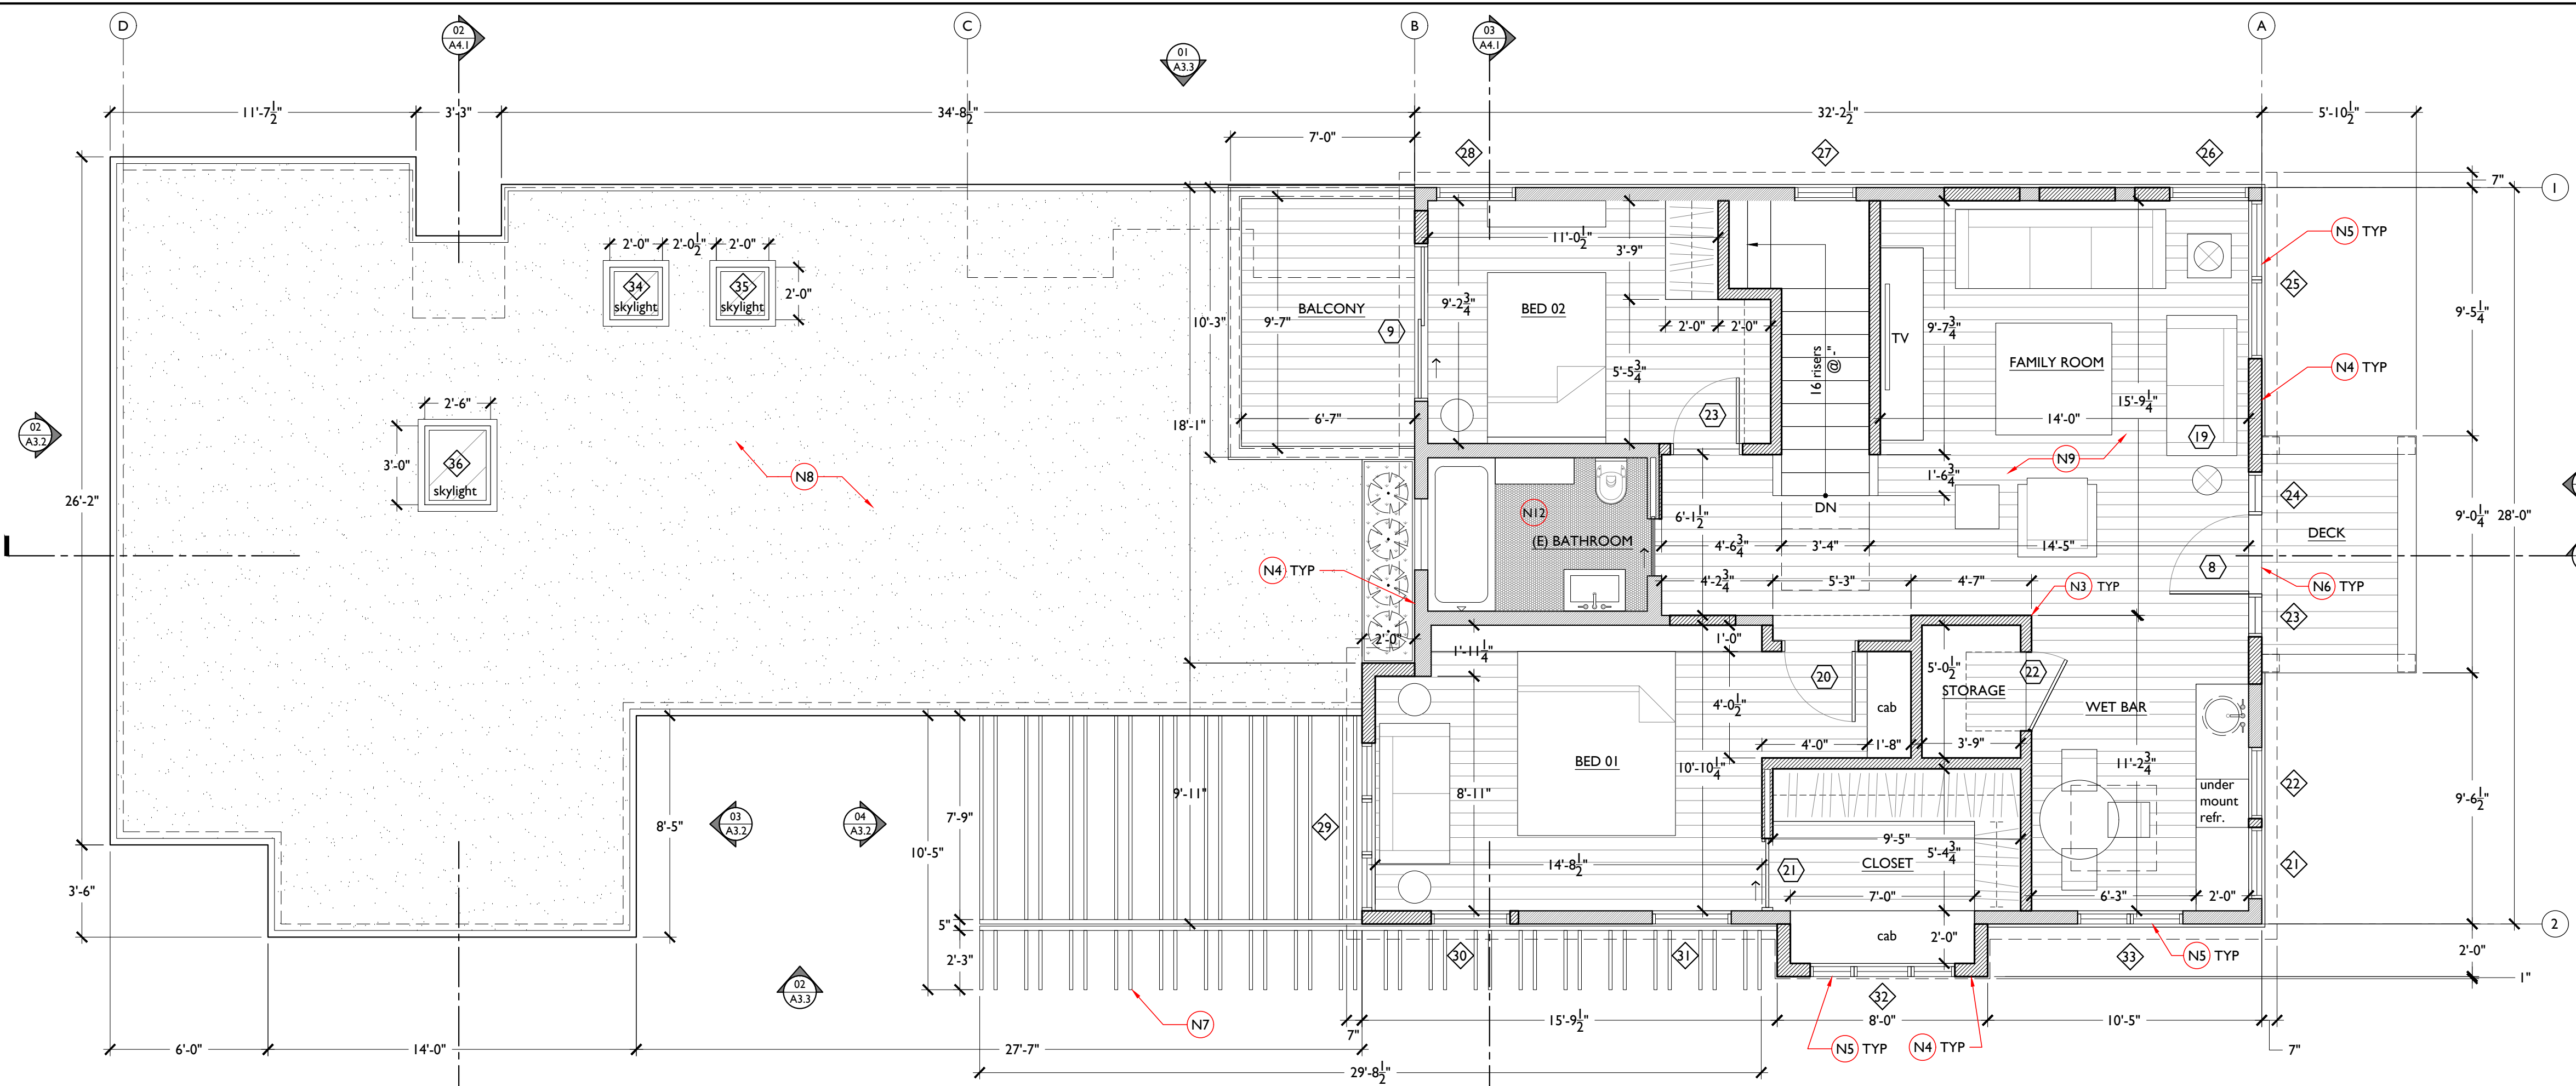 D
02
A4.1
C
01
A3.3
B
03
A4.1
A
11'-7 1/2"
3'-3"
34'-8 1/2"
32'-2 1/2"
5'-10 1/2"
7'-0"
28
27
26
7"
1
N5 TYP
2'-0"
2'-0 1/2"
2'-0"
11'-0 1/2"
3'-9"
34
skylight
35
skylight
2'-0"
25
BALCONY
9
9'-2 3/4"
BED 02
10'-3"
9'-7"
2'-0"
2'-0"
9'-7 3/4"
TV
9'-5 1/4"
16 risers
@-"
FAMILY ROOM
N4 TYP
5'-5 3/4"
2'-6"
15'-9 1/4"
02
A3.2
18'-1"
6'-7"
23
14'-0"
19
3'-0"
36
skylight
N8
N9
26'-2"
1'-6 3/4"
24
N12
DN
6'-1 1/2"
9'-0 1/4"
28'-0"
DECK
(E) BATHROOM
4'-6 3/4"
3'-4"
14'-5"
N4 TYP
4'-2 3/4"
5'-3"
4'-7"
N3 TYP
8
N6 TYP
23
2'-0"
1'-0"
1'-11 1/4"
5'-0 1/2"
20
22
STORAGE
4'-0 1/2"
cab
WET BAR
4'-0"
1'-8"
3'-9"
BED 01
10'-10 1/4"
11'-2 3/4"
8'-11"
9'-11"
under
mount
refr.
22
9'-6 1/2"
7'-9"
8'-5"
03
A3.2
04
A3.2
29
9'-5"
10'-5"
5'-4 3/4"
14'-8 1/2"
21
CLOSET
21
3'-6"
7'-0"
6'-3"
2'-0"
5"
2
cab
2'-0"
2'-0"
2'-3"
30
31
33
N5 TYP
1"
02
A3.3
32
N7
7"
15'-9 1/2"
8'-0"
10'-5"
6'-0"
14'-0"
27'-7"
N5 TYP
N4 TYP
7"
29'-8 1/2"